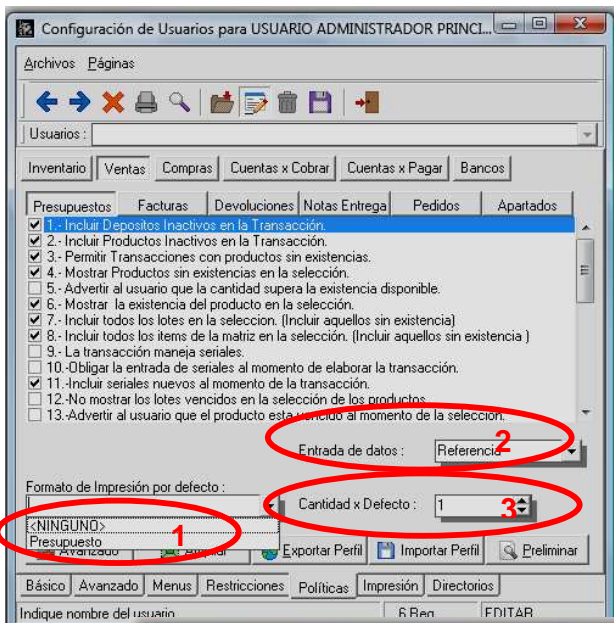 Configuración de Usuarios para USUARIO ADMINISTRADOR PRINCI...
Archivos Páginas
Usuarios :
Inventario Ventas Compras Cuentas x Cobrar Cuentas x Pagar Bancos
Presupuestos Facturas Devoluciones Notas Entrega Pedidos Apartados
1.- Incluir Depositos Inactivos en la Transacción.
2.- Incluir Productos Inactivos en la Transacción.
3.- Permitir Transacciones con productos sin existencias.
4.- Mostrar Productos sin existencias en la selección.
5.- Advertir al usuario que la cantidad supera la existencia disponible.
6.- Mostrar la existencia del producto en la selección.
7.- Incluir todos los lotes en la seleccion. (Incluir aquellos sin existencia)
8.- Incluir todos los items de la matriz en la selección. (Incluir aquellos sin existencia )
9.- La transacción maneja seriales.
10.-Obligar la entrada de seriales al momento de elaborar la transacción.
11.-Incluir seriales nuevos al momento de la transacción.
12.-No mostrar los lotes vencidos en la selección de los productos.
13.-Advertir al usuario que el producto esta vencido al momento de la selección.
Entrada de datos : Referencia 2
Formato de Impresión por defecto :
Cantidad x Defecto : 1 3
<NINGUNO> 1
Presupuesto
Avanzado Exportar Perfil Importar Perfil Preliminar
Básico Avanzado Menus Restricciones Políticas Impresión Directorios
Indique nombre del usuario 6 Reg EDITAR